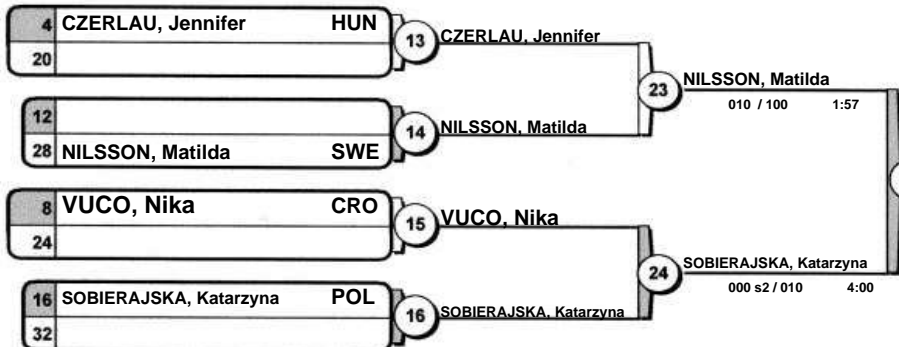 4 CZERLAU, Jennifer HUN
20
13 CZERLAU, Jennifer
12
28 NILSSON, Matilda SWE
14 NILSSON, Matilda
23 NILSSON, Matilda
010 / 100 1:57
8 VUCO, Nika CRO
24
15 VUCO, Nika
16 SOBIERAJSKA, Katarzyna POL
32
16 SOBIERAJSKA, Katarzyna
24 SOBIERAJSKA, Katarzyna
000 s2 / 010 4:00